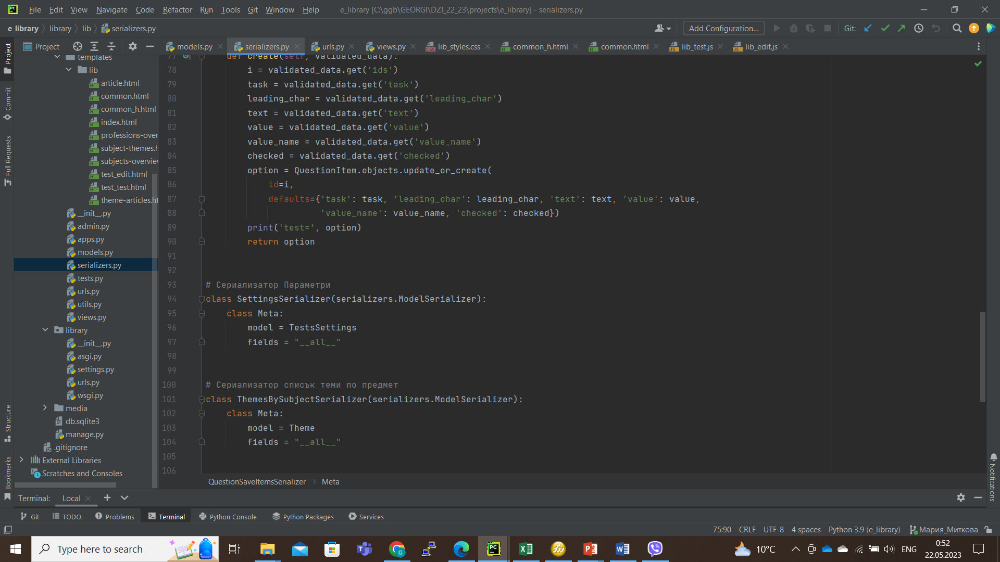 File Edit View Navigate Code Refactor Run Tools Git Window Help e_library [C:\ggb\GEORGI\DZI_22_23\projects\e_library] - serializers.py
e_library library lib serializers.py Add Configuration... Git:
Project models.py serializers.py urls.py views.py lib_styles.css common_h.html common.html lib_test.js lib_edit.js
Project
Commit
Pull Requests
Structure
Bookmarks
templates
lib
article.html
common.html
common_h.html
index.html
professions-over
subject-themes.h
subjects-overview
test_edit.html
test_test.html
theme-articles.ht
__init__.py
admin.py
apps.py
models.py
serializers.py
tests.py
urls.py
utils.py
views.py
library
__init__.py
asgi.py
settings.py
urls.py
wsgi.py
media
db.sqlite3
manage.py
.gitignore
External Libraries
Scratches and Consoles
77 def create(self, validated_data):
78 i = validated_data.get('ids')
79 task = validated_data.get('task')
80 leading_char = validated_data.get('leading_char')
81 text = validated_data.get('text')
82 value = validated_data.get('value')
83 value_name = validated_data.get('value_name')
84 checked = validated_data.get('checked')
85 option = QuestionItem.objects.update_or_create(
86 id=i,
87 defaults={'task': task, 'leading_char': leading_char, 'text': text, 'value': value,
88 'value_name': value_name, 'checked': checked})
89 print('test=', option)
90 return option
91
92
93 # Сериализатор Параметри
94 class SettingsSerializer(serializers.ModelSerializer):
95 class Meta:
96 model = TestsSettings
97 fields = "__all__"
98
99
100 # Сериализатор списък теми по предмет
101 class ThemesBySubjectSerializer(serializers.ModelSerializer):
102 class Meta:
103 model = Theme
104 fields = "__all__"
105
106
Notifications
QuestionSaveItemsSerializer Meta
Terminal: Local
Git TODO Problems Terminal Python Console Python Packages Services
75:90 CRLF UTF-8 4 spaces Python 3.9 (e_library) Мария_Миткова
Type here to search 10°C ENG 0:52
22.05.2023